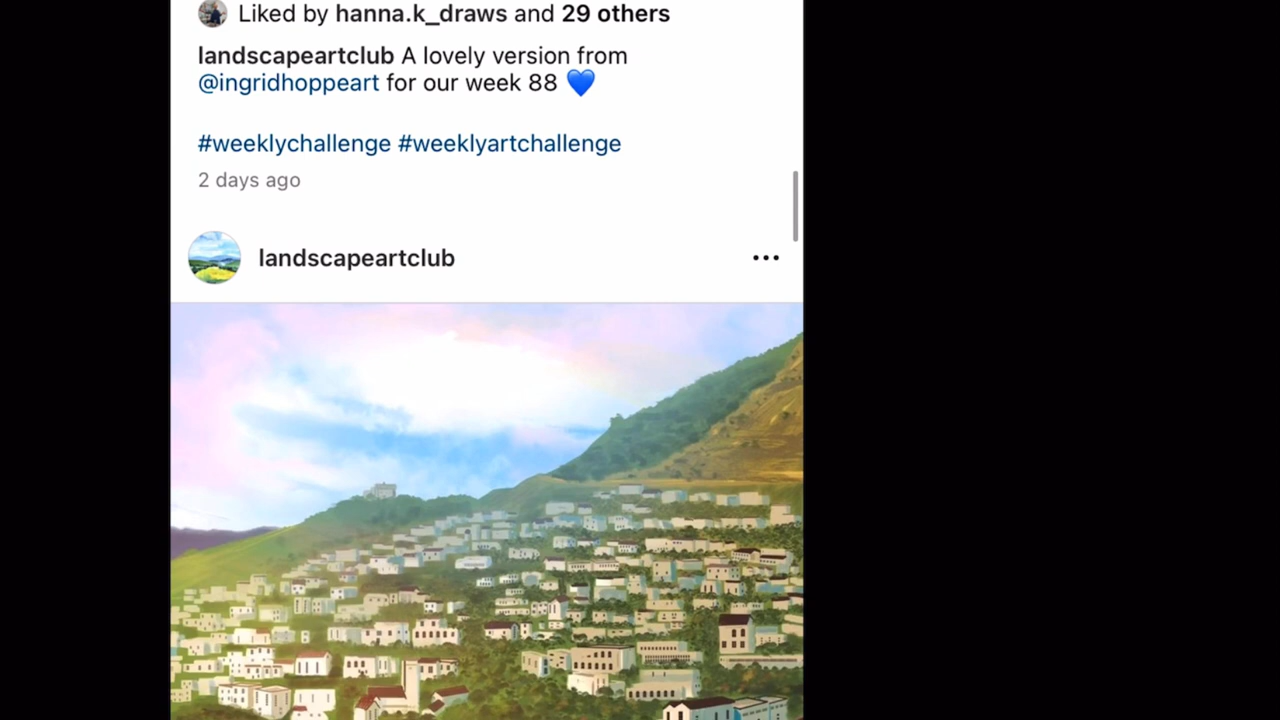 Liked by hanna.k_draws and 29 others
landscapeartclub A lovely version from
@ingridhoppeart for our week 88 💙
#weeklychallenge #weeklyartchallenge
2 days ago
landscapeartclub